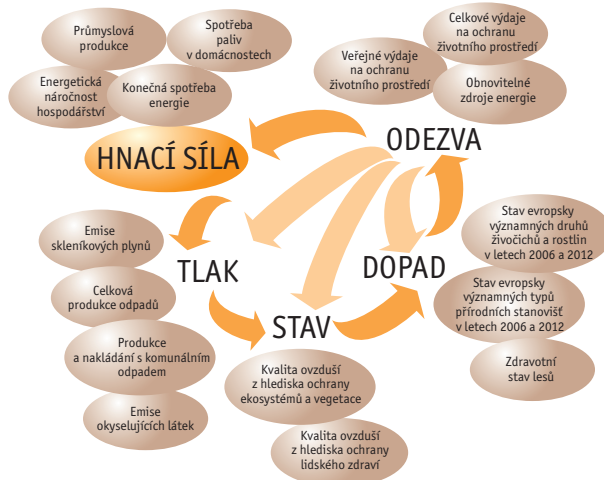 Průmyslová
produkce
Spotřeba
paliv
v domácnostech
Energetická
náročnost
hospodářství
Konečná spotřeba
energie
Celkové výdaje
na ochranu
životního prostředí
Veřejné výdaje
na ochranu
životního prostředí
Obnovitelné
zdroje energie
HNACÍ SÍLA
ODEZVA
TLAK
DOPAD
STAV
Emise
skleníkových plynů
Celková
produkce odpadů
Produkce
a nakládání s komunálním
odpadem
Emise
okyselujících látek
Kvalita ovzduší
z hlediska ochrany
ekosystémů a vegetace
Kvalita ovzduší
z hlediska ochrany
lidského zdraví
Stav evropsky
významných druhů
živočichů a rostlin
v letech 2006 a 2012
Stav evropsky
významných typů
přírodních stanovišť
v letech 2006 a 2012
Zdravotní
stav lesů